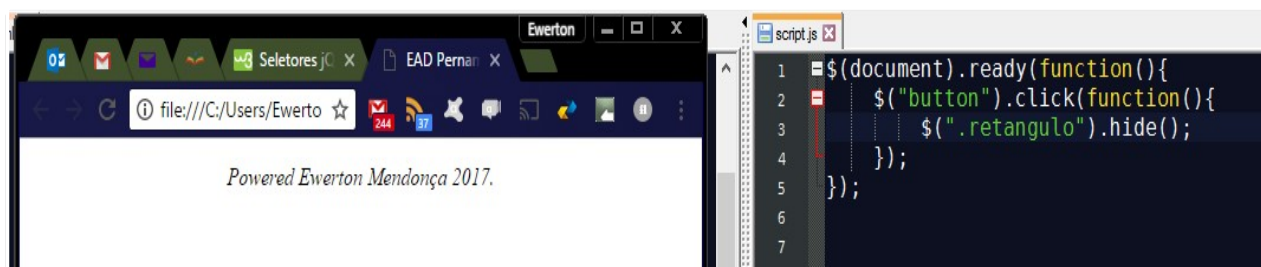 Ewerton
Seletores jQ
EAD Pernan
file:///C:/Users/Ewerto
244
37
Powered Ewerton Mendonça 2017.
script.js
1 $(document).ready(function(){
2 $("button").click(function(){
3 $(".retangulo").hide();
4 });
5 });
6
7